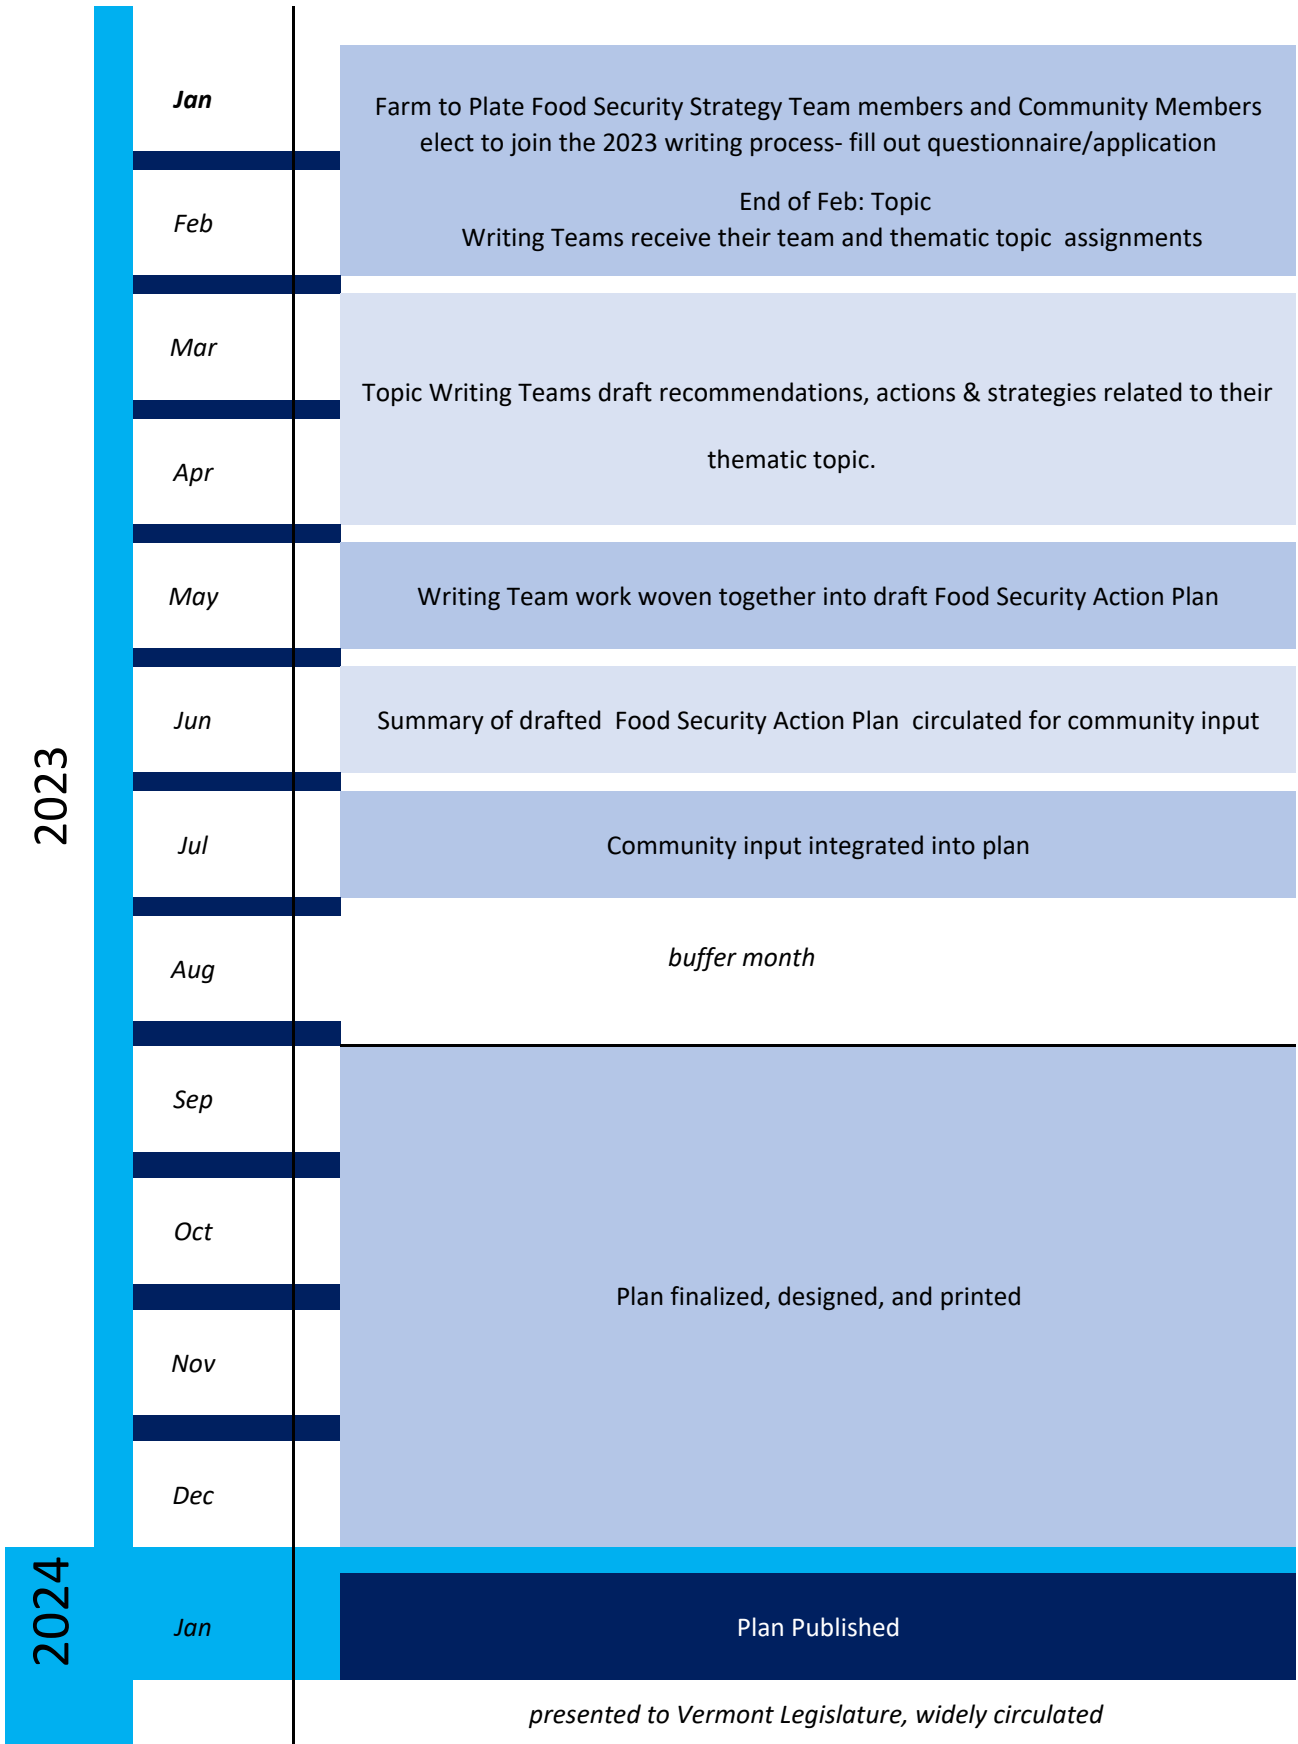 2023
Jan
Farm to Plate Food Security Strategy Team members and Community Members
elect to join the 2023 writing process- fill out questionnaire/application
Feb
End of Feb: Topic
Writing Teams receive their team and thematic topic assignments
Mar
Topic Writing Teams draft recommendations, actions & strategies related to their
thematic topic.
Apr
May
Writing Team work woven together into draft Food Security Action Plan
Jun
Summary of drafted Food Security Action Plan circulated for community input
Jul
Community input integrated into plan
Aug
buffer month
Sep
Oct
Plan finalized, designed, and printed
Nov
Dec
2024
Jan
Plan Published
presented to Vermont Legislature, widely circulated